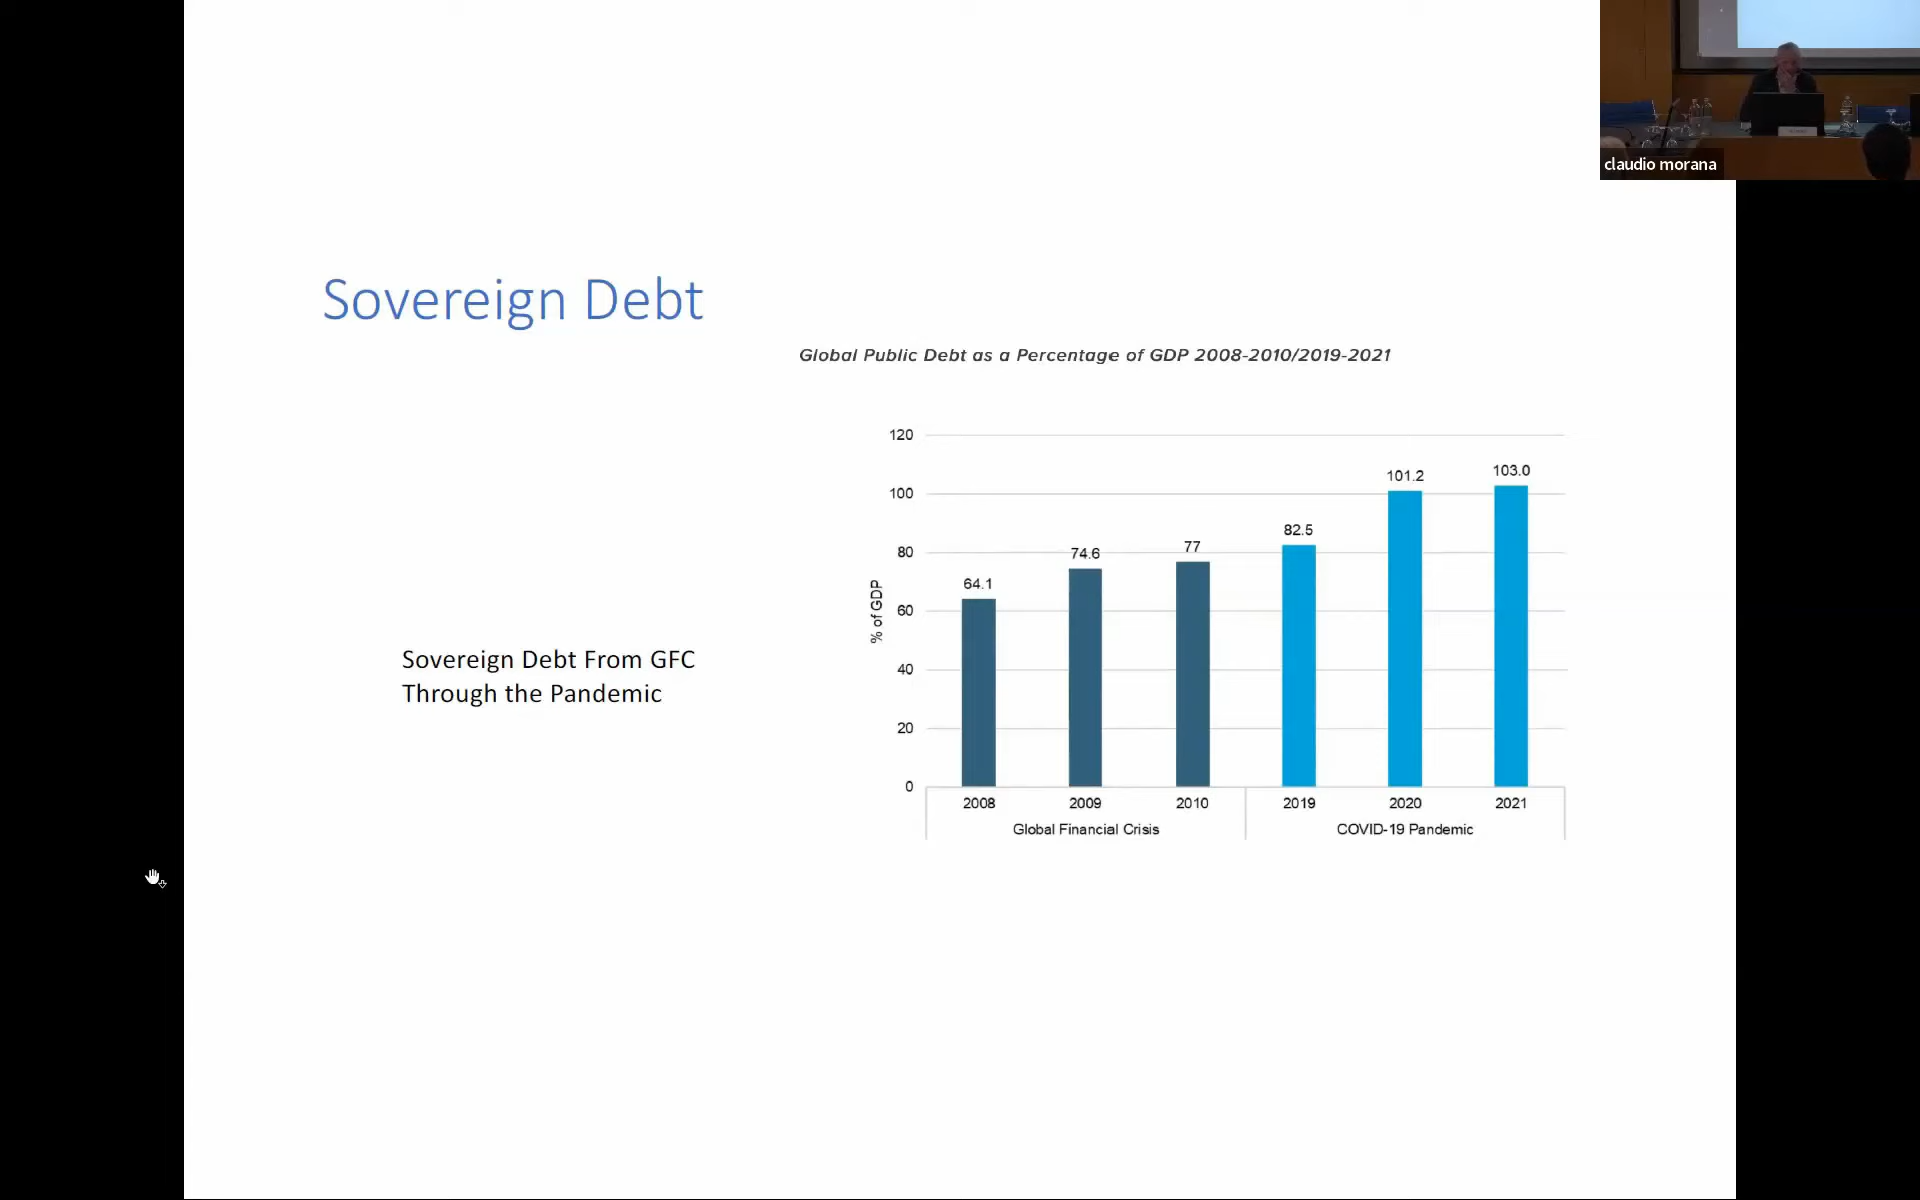 claudio morana
Sovereign Debt
Global Public Debt as a Percentage of GDP 2008-2010/2019-2021
Sovereign Debt From GFC
Through the Pandemic
% of GDP
120
100
80
60
40
20
0
64.1
74.6
77
82.5
101.2
103.0
2008
2009
2010
2019
2020
2021
Global Financial Crisis
COVID-19 Pandemic